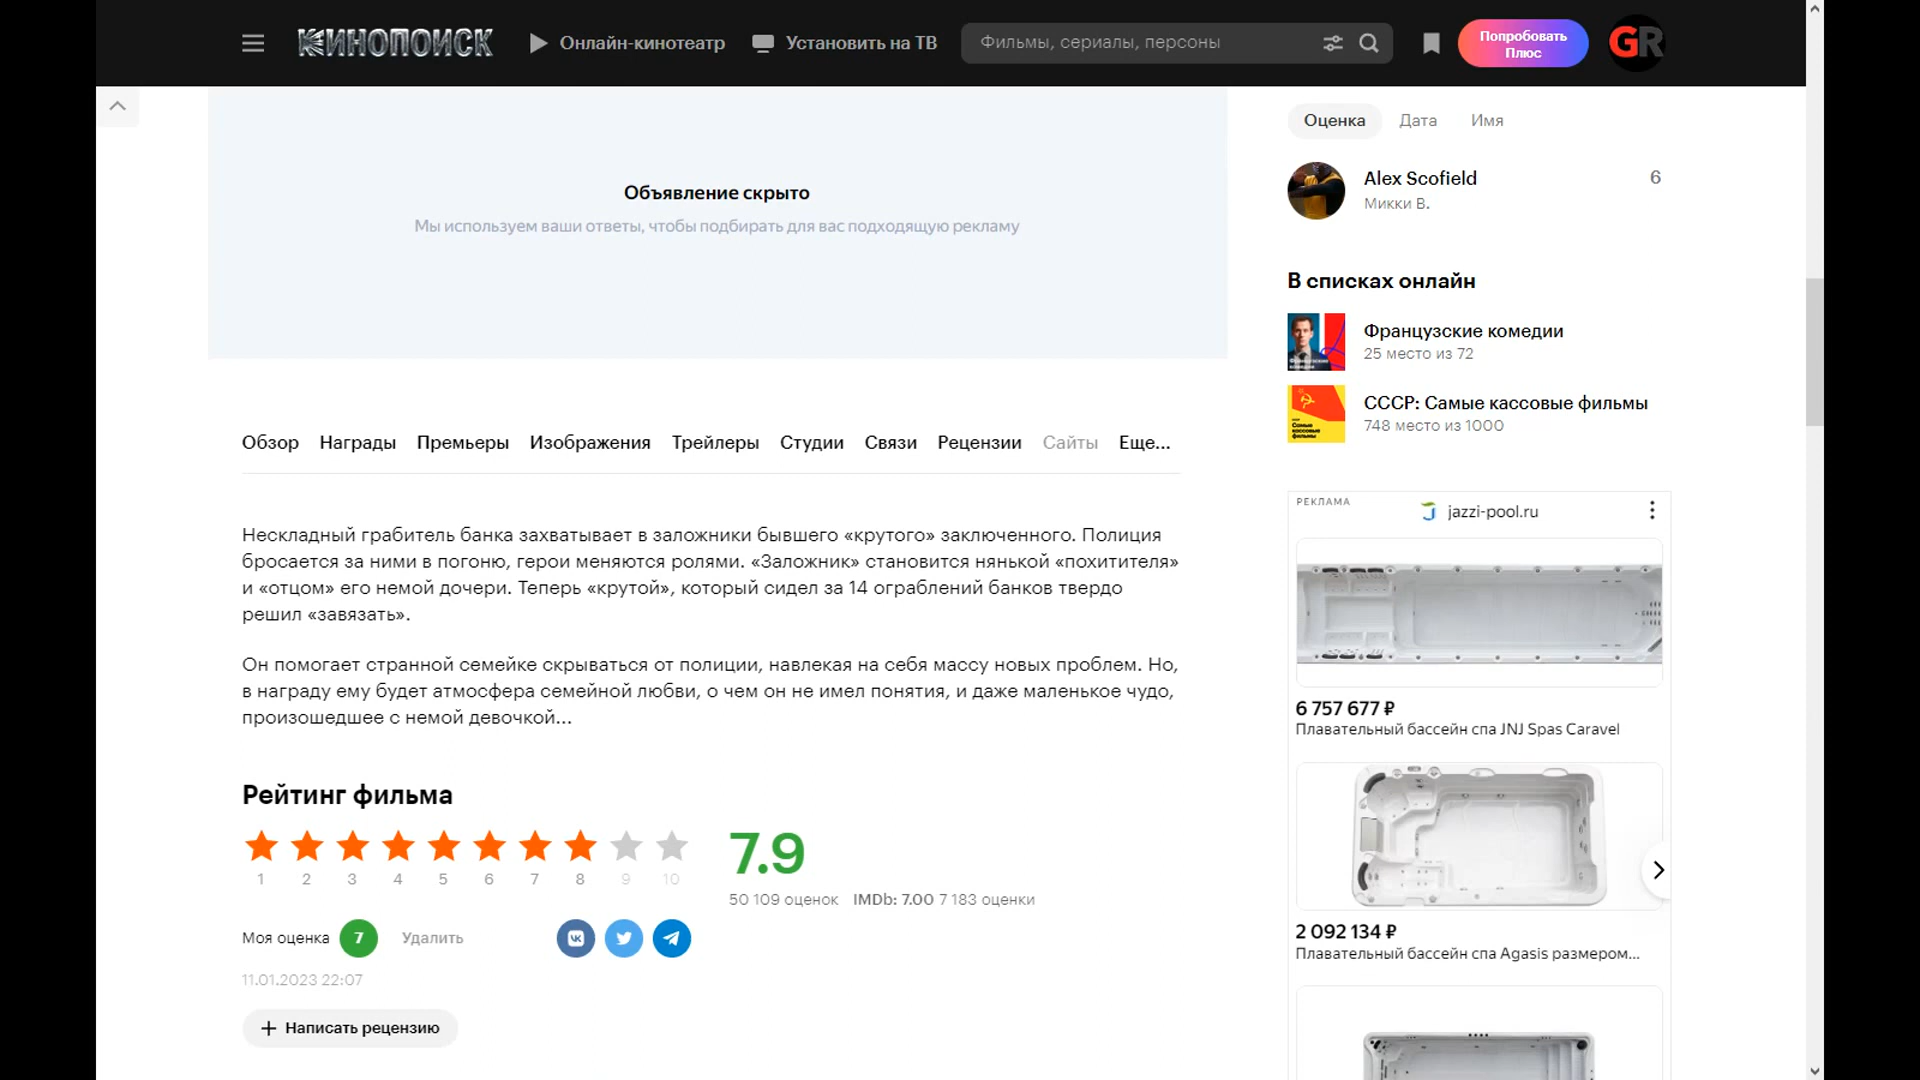 КИНОПОИСК
Онлайн-кинотеатр
Установить на ТВ
Фильмы, сериалы, персоны
Попробовать
Плюс
GR
Объявление скрыто
Мы используем ваши ответы, чтобы подбирать для вас подходящую рекламу
Обзор Награды Премьеры Изображения Трейлеры Студии Связи Рецензии Сайты Еще...
Нескладный грабитель банка захватывает в заложники бывшего «крутого» заключенного. Полиция
бросается за ними в погоню, герои меняются ролями. «Заложник» становится нянькой «похитителя»
и «отцом» его немой дочери. Теперь «крутой», который сидел за 14 ограблений банков твердо
решил «завязать».
Он помогает странной семейке скрываться от полиции, навлекая на себя массу новых проблем. Но,
в награду ему будет атмосфера семейной любви, о чем он не имел понятия, и даже маленькое чудо,
произошедшее с немой девочкой...
Рейтинг фильма
1 2 3 4 5 6 7 8 9 10
7.9
50 109 оценок IMDb: 7.00 7 183 оценки
Моя оценка 7 Удалить
11.01.2023 22:07
+ Написать рецензию
Оценка Дата Имя
Alex Scofield 6
Микки В.
В списках онлайн
Французские комедии
25 место из 72
СССР: Самые кассовые фильмы
748 место из 1000
Самые
кассовые
фильмы
РЕКЛАМА
jazzi-pool.ru
6 757 677 ₽
Плавательный бассейн спа JNJ Spas Caravel
2 092 134 ₽
Плавательный бассейн спа Agasis размером...